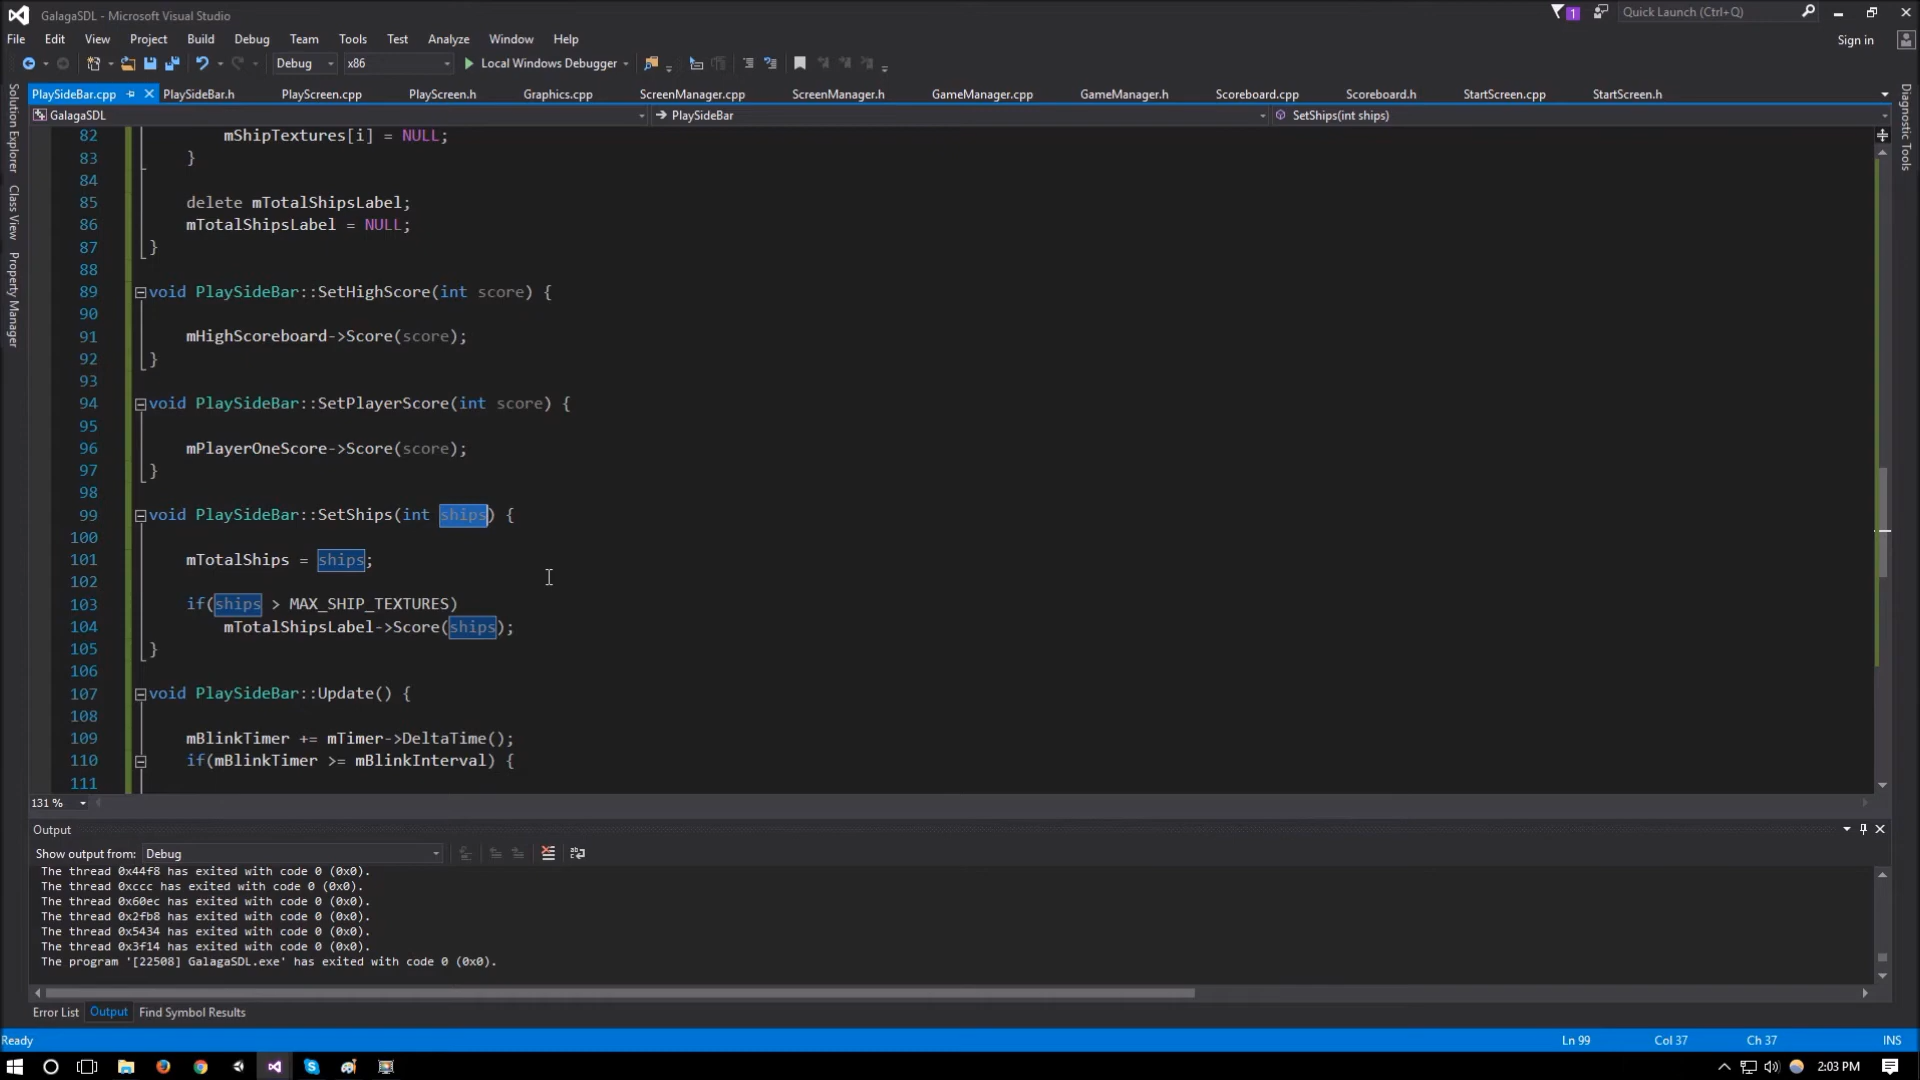 GalagaSDL - Microsoft Visual Studio
1
Quick Launch (Ctrl+Q)
File Edit View Project Build Debug Team Tools Test Analyze Window Help
Sign in
Debug x86 Local Windows Debugger
PlaySideBar.cpp PlaySideBar.h PlayScreen.cpp PlayScreen.h Graphics.cpp ScreenManager.cpp ScreenManager.h GameManager.cpp GameManager.h Scoreboard.cpp Scoreboard.h StartScreen.cpp StartScreen.h
GalagaSDL PlaySideBar SetShips(int ships)
Solution Explorer
Class View
Property Manager
Diagnostic Tools
82 mShipTextures[i] = NULL;
83 }
84
85 delete mTotalShipsLabel;
86 mTotalShipsLabel = NULL;
87 }
88
89 void PlaySideBar::SetHighScore(int score) {
90
91 mHighScoreboard->Score(score);
92 }
93
94 void PlaySideBar::SetPlayerScore(int score) {
95
96 mPlayerOneScore->Score(score);
97 }
98
99 void PlaySideBar::SetShips(int ships) {
100
101 mTotalShips = ships;
102
103 if(ships > MAX_SHIP_TEXTURES)
104 mTotalShipsLabel->Score(ships);
105 }
106
107 void PlaySideBar::Update() {
108
109 mBlinkTimer += mTimer->DeltaTime();
110 if(mBlinkTimer >= mBlinkInterval) {
111
131 %
Output
Show output from: Debug
The thread 0x44f8 has exited with code 0 (0x0).
The thread 0xccc has exited with code 0 (0x0).
The thread 0x60ec has exited with code 0 (0x0).
The thread 0x2fb8 has exited with code 0 (0x0).
The thread 0x5434 has exited with code 0 (0x0).
The thread 0x3f14 has exited with code 0 (0x0).
The program '[22508] GalagaSDL.exe' has exited with code 0 (0x0).
Error List Output Find Symbol Results
Ready Ln 99 Col 37 Ch 37 INS
2:03 PM